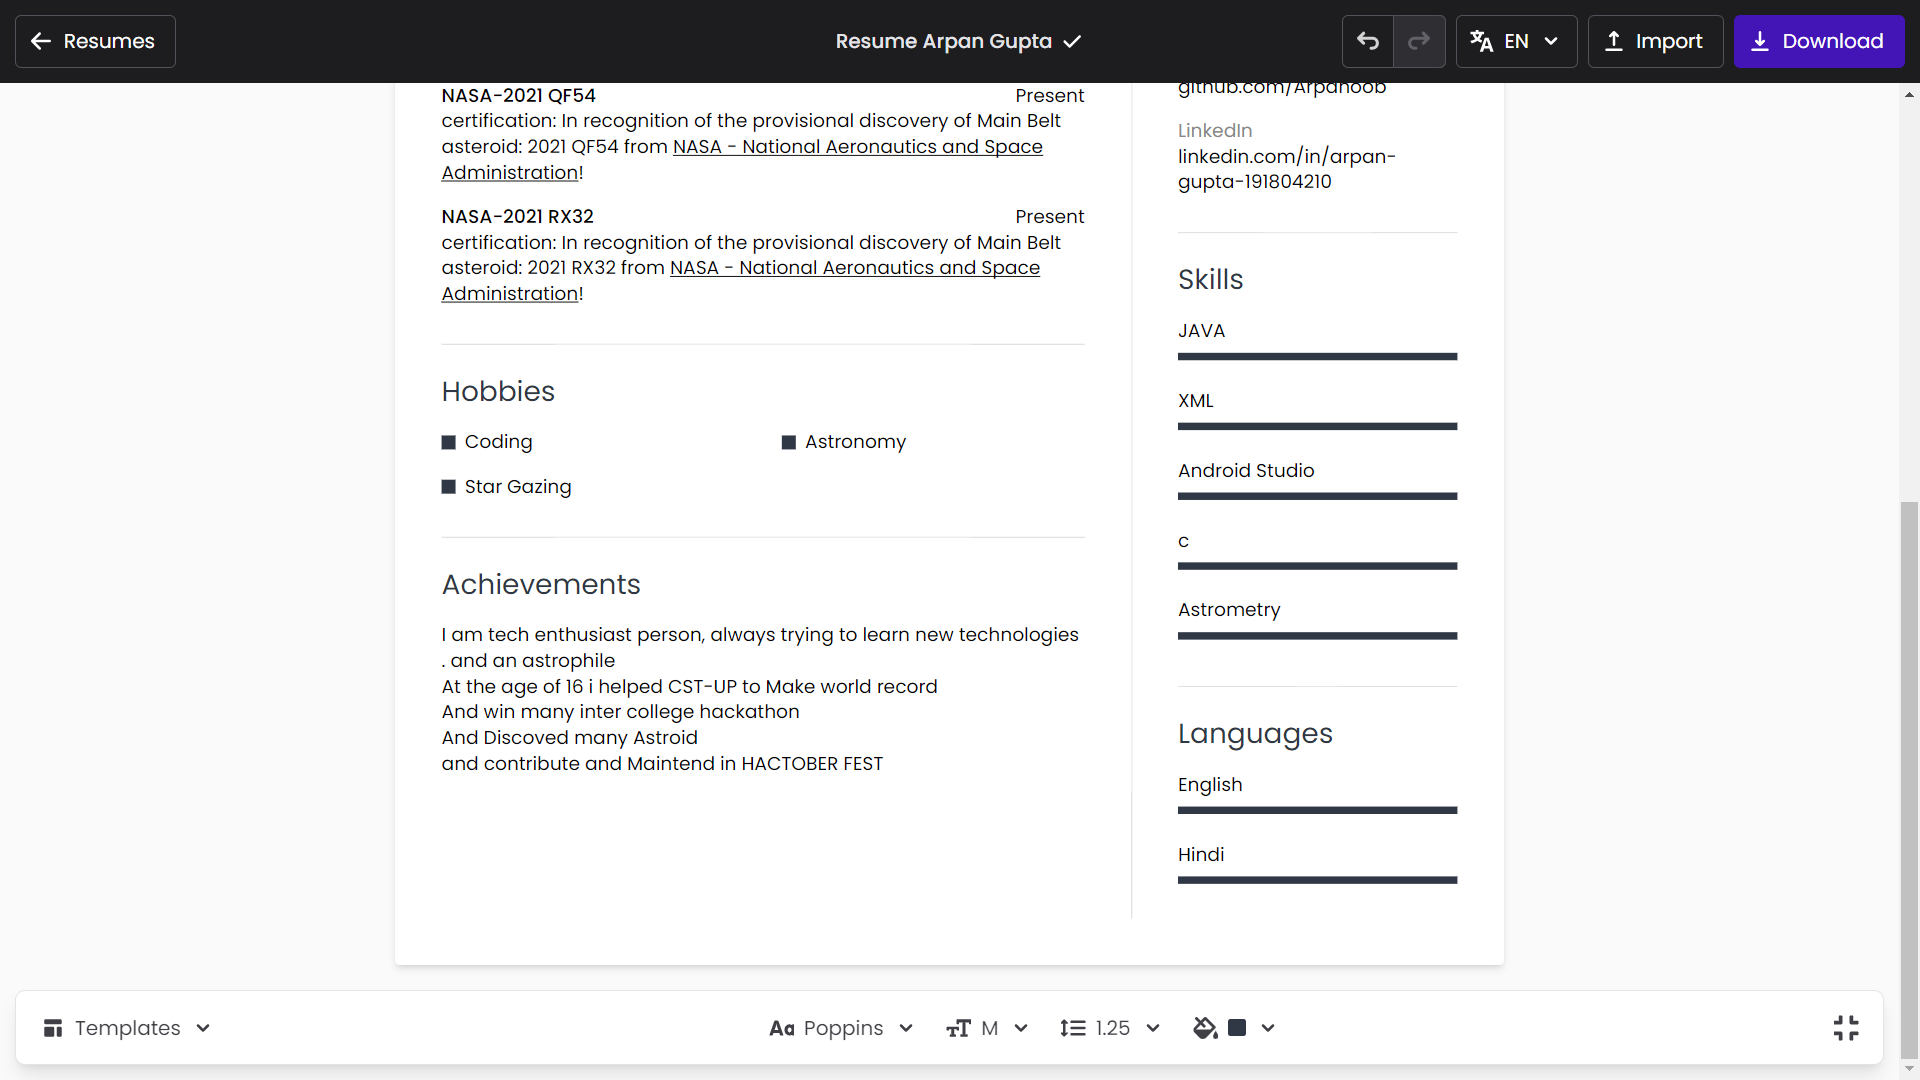 Resumes
Resume Arpan Gupta
EN
Import
Download
NASA-2021 QF54 Present
certification: In recognition of the provisional discovery of Main Belt
asteroid: 2021 QF54 from NASA - National Aeronautics and Space
Administration!
NASA-2021 RX32 Present
certification: In recognition of the provisional discovery of Main Belt
asteroid: 2021 RX32 from NASA - National Aeronautics and Space
Administration!
Hobbies
Coding
Astronomy
Star Gazing
Achievements
I am tech enthusiast person, always trying to learn new technologies
. and an astrophile
At the age of 16 i helped CST-UP to Make world record
And win many inter college hackathon
And Discoved many Astroid
and contribute and Maintend in HACTOBER FEST
github.com/Arpanoob
LinkedIn
linkedin.com/in/arpan-
gupta-191804210
Skills
JAVA
XML
Android Studio
c
Astrometry
Languages
English
Hindi
Templates
Aa Poppins
TT M
1.25